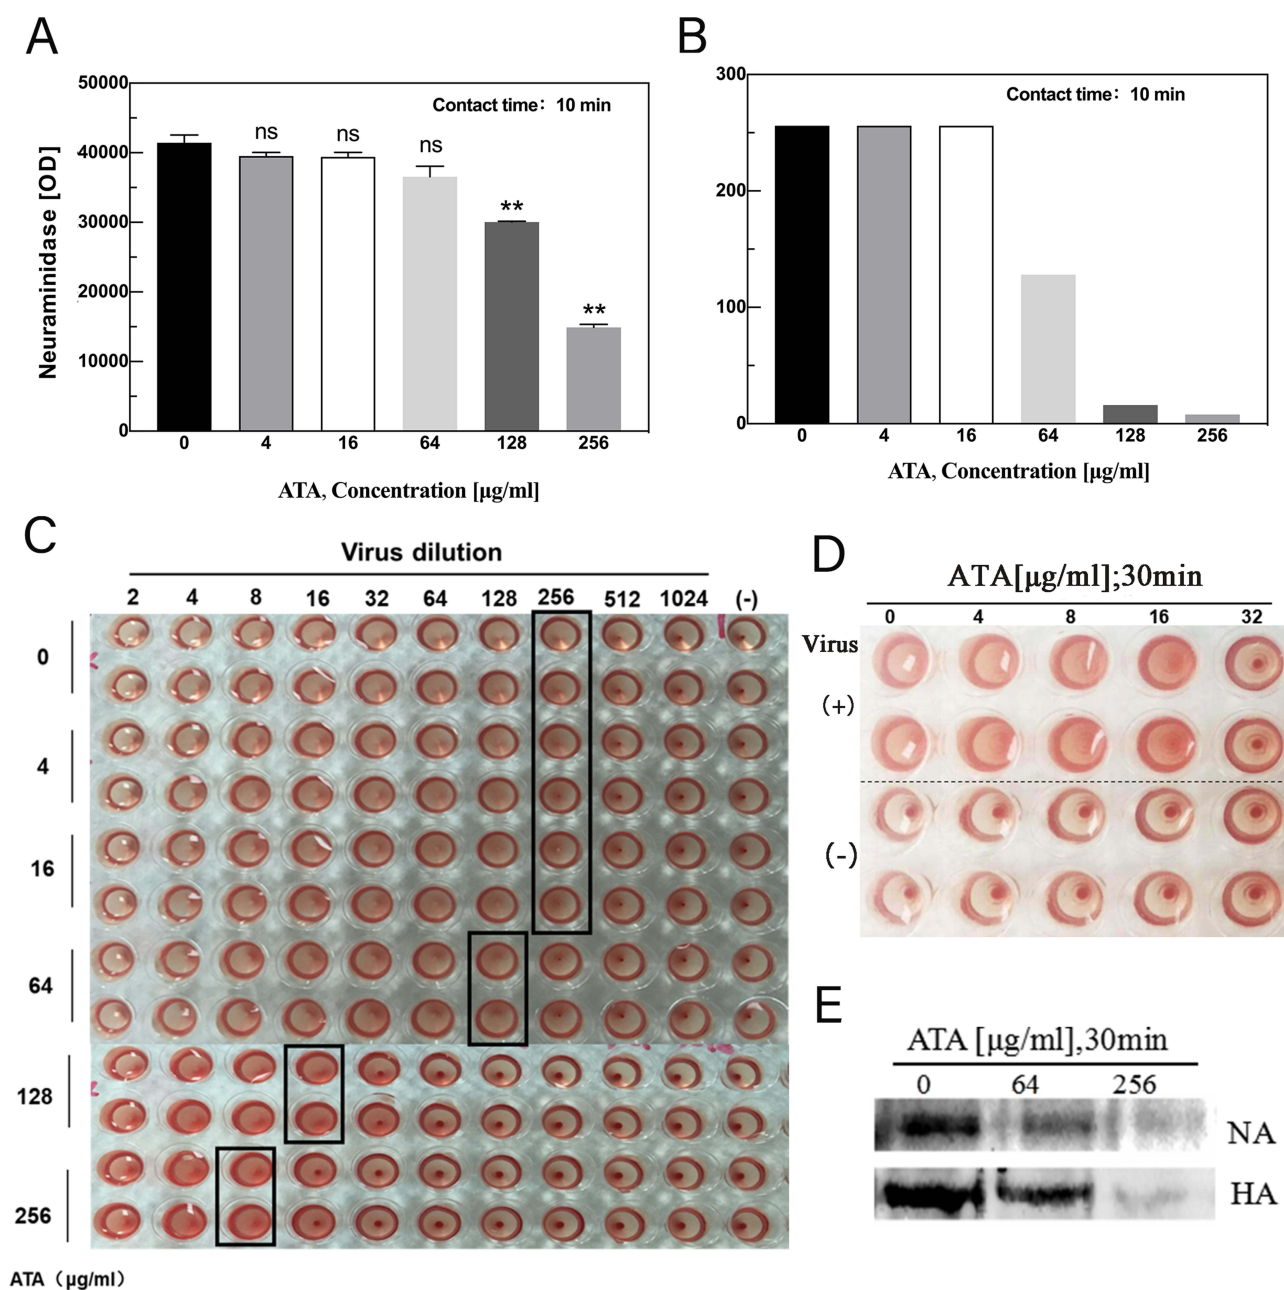 A
50000
40000
30000
20000
10000
0
Neuraminidase [OD]
Contact time: 10 min
ns
ns
ns
**
**
0 4 16 64 128 256
ATA, Concentration [μg/ml]
B
300
200
100
0
Contact time: 10 min
0 4 16 64 128 256
ATA, Concentration [μg/ml]
C
Virus dilution
2 4 8 16 32 64 128 256 512 1024 (-)
0
4
16
64
128
256
ATA (μg/ml)
D
ATA[μg/ml];30min
0 4 8 16 32
Virus
(+)
(-)
E
ATA [μg/ml],30min
0 64 256
NA
HA